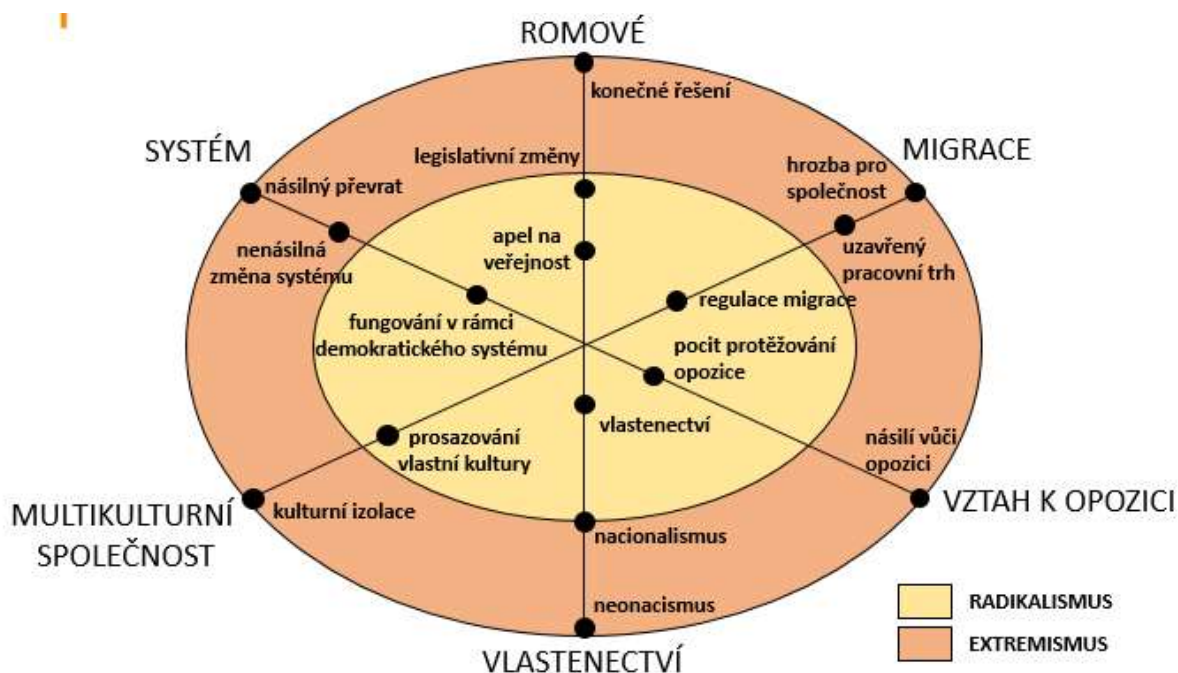 ROMOVÉ
konečné řešení
SYSTÉM
legislativní změny
MIGRACE
násilný převrat
hrozba pro
společnost
nenásilná
změna systému
apel na
veřejnost
uzavřený
pracovní trh
regulace migrace
fungování v rámci
demokratického systému
pocit protěžování
opozice
vlastenectví
prosazování
vlastní kultury
násilí vůči
opozici
MULTIKULTURNÍ
SPOLEČNOST
kulturní izolace
VZTAH K OPOZICI
nacionalismus
neonacismus
VLASTENECTVÍ
RADIKALISMUS
EXTREMISMUS